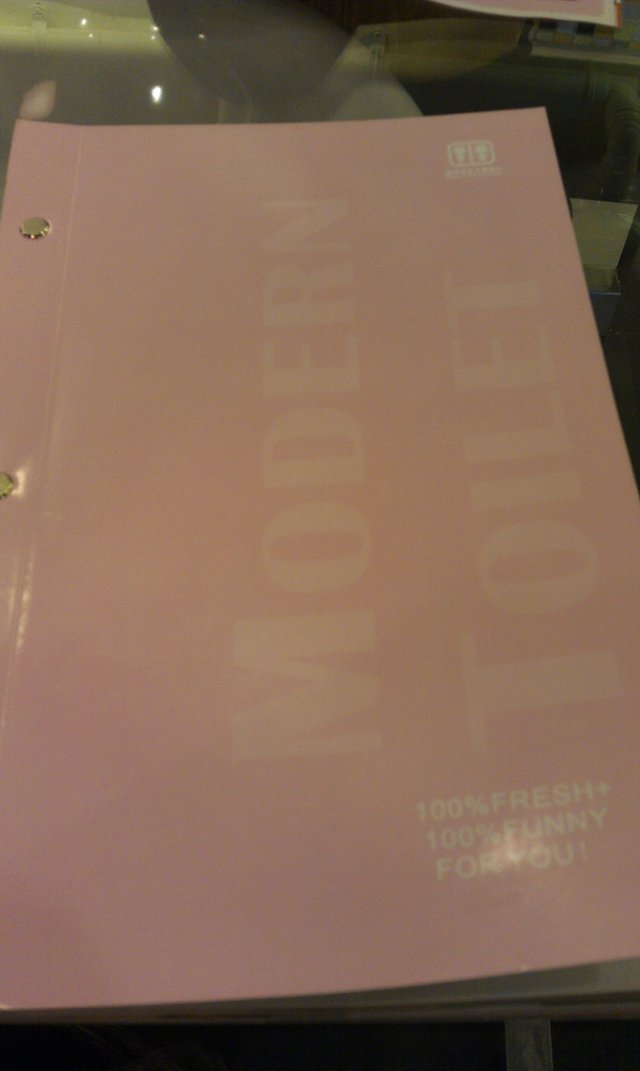 MODERN
TOILET
100%FRESH+
100%FUNNY
FOR YOU!